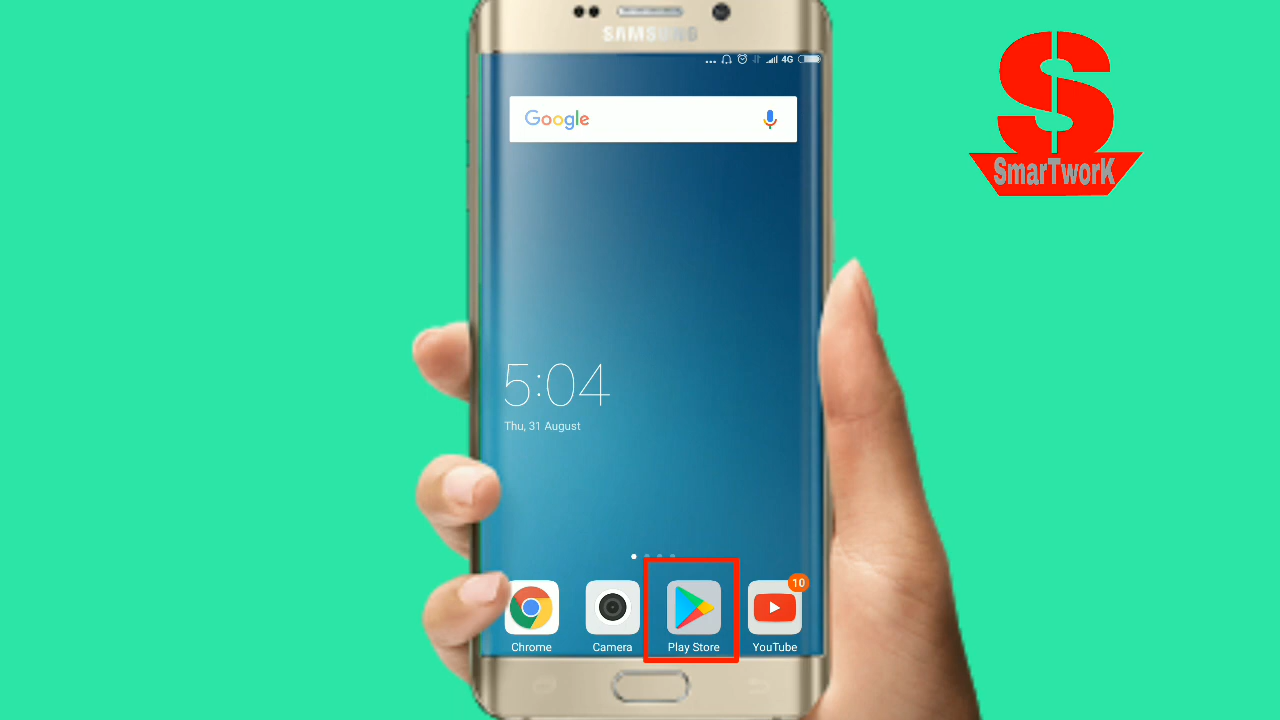 SAMSUNG
4G
Google
5:04
Thu, 31 August
10
Chrome
Camera
Play Store
YouTube
SmarTworK